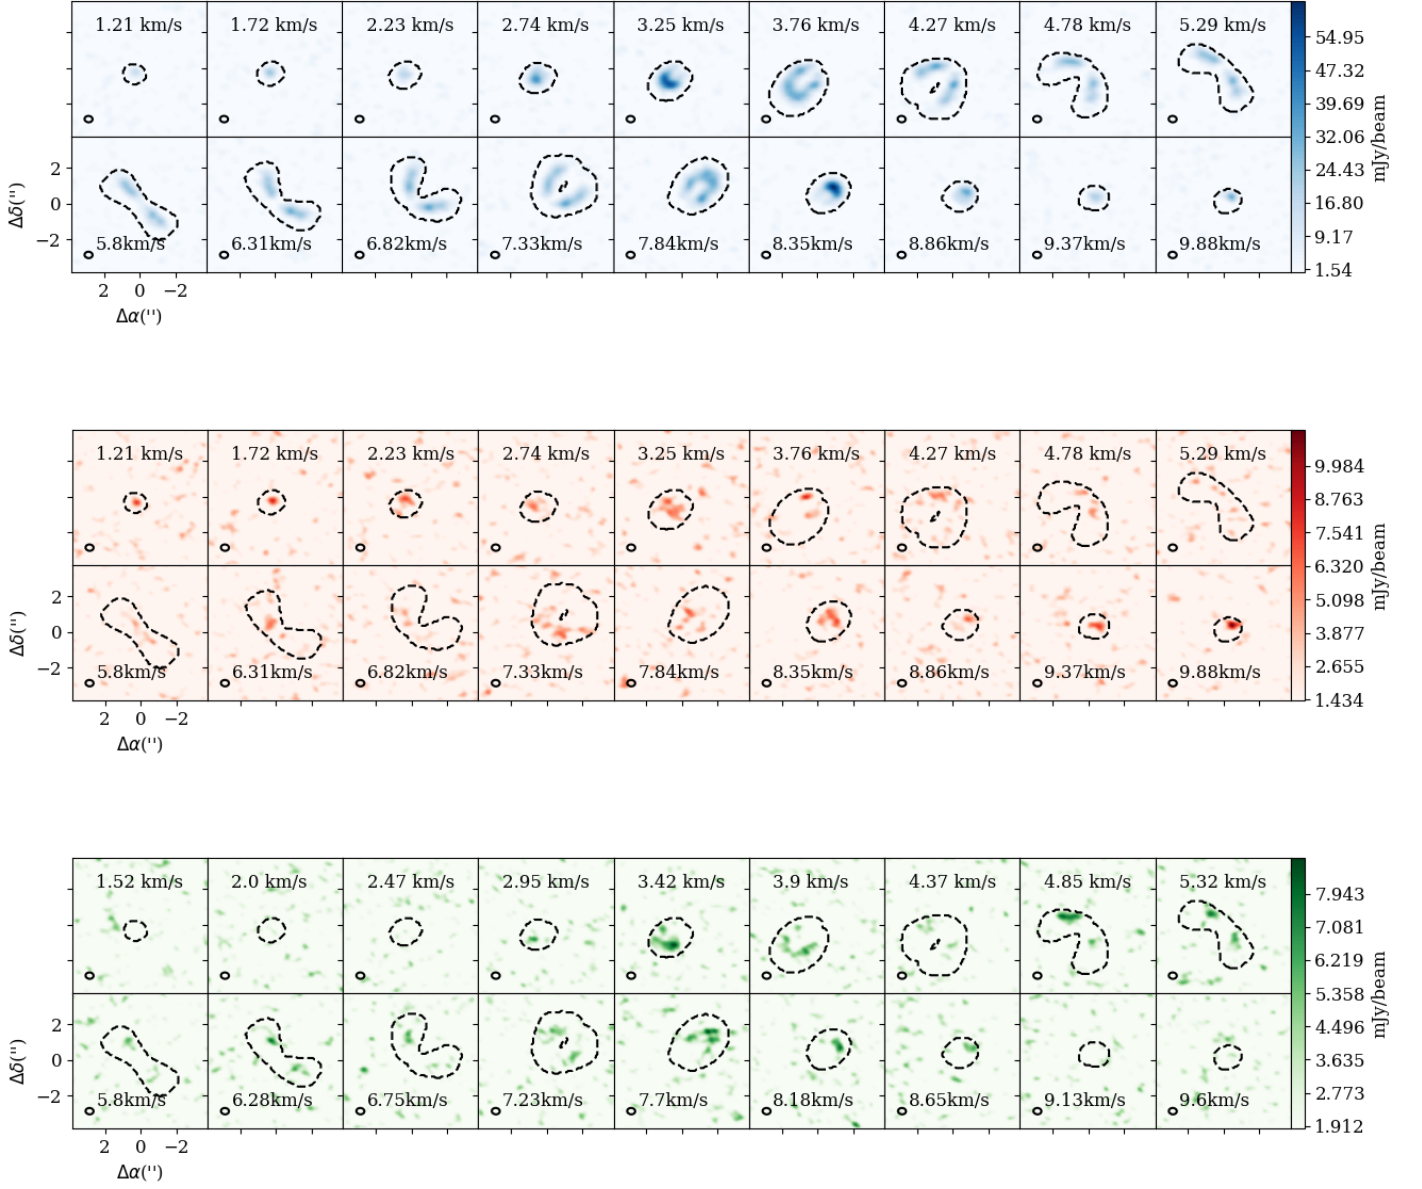 1.21 km/s 1.72 km/s 2.23 km/s 2.74 km/s 3.25 km/s 3.76 km/s 4.27 km/s 4.78 km/s 5.29 km/s
5.8km/s 6.31km/s 6.82km/s 7.33km/s 7.84km/s 8.35km/s 8.86km/s 9.37km/s 9.88km/s
2
0
−2
Δδ('')
2 0 −2
Δα('')
54.95
47.32
39.69
32.06
24.43
16.80
9.17
1.54
mJy/beam
1.21 km/s 1.72 km/s 2.23 km/s 2.74 km/s 3.25 km/s 3.76 km/s 4.27 km/s 4.78 km/s 5.29 km/s
5.8km/s 6.31km/s 6.82km/s 7.33km/s 7.84km/s 8.35km/s 8.86km/s 9.37km/s 9.88km/s
2
0
−2
Δδ('')
2 0 −2
Δα('')
9.984
8.763
7.541
6.320
5.098
3.877
2.655
1.434
mJy/beam
1.52 km/s 2.0 km/s 2.47 km/s 2.95 km/s 3.42 km/s 3.9 km/s 4.37 km/s 4.85 km/s 5.32 km/s
5.8km/s 6.28km/s 6.75km/s 7.23km/s 7.7km/s 8.18km/s 8.65km/s 9.13km/s 9.6km/s
2
0
−2
Δδ('')
2 0 −2
Δα('')
7.943
7.081
6.219
5.358
4.496
3.635
2.773
1.912
mJy/beam